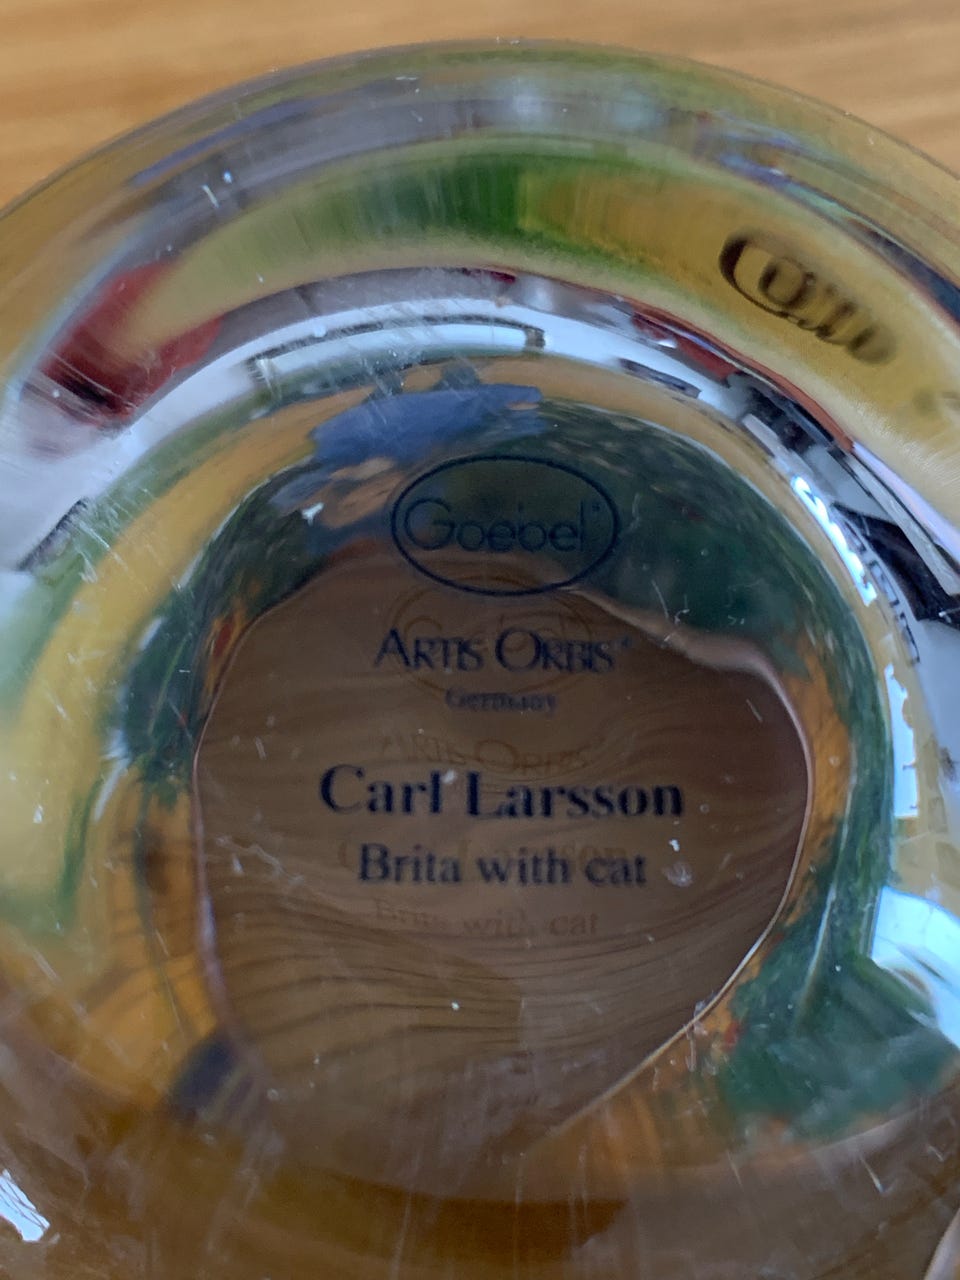 Goebel®
ARTIS ORBIS®
Germany
Carl Larsson
Brita with cat